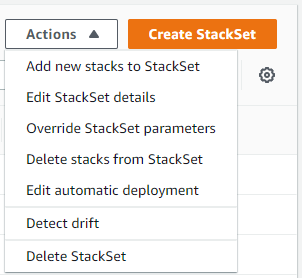 Actions
Create StackSet
Add new stacks to StackSet
Edit StackSet details
Override StackSet parameters
Delete stacks from StackSet
Edit automatic deployment
Detect drift
Delete StackSet